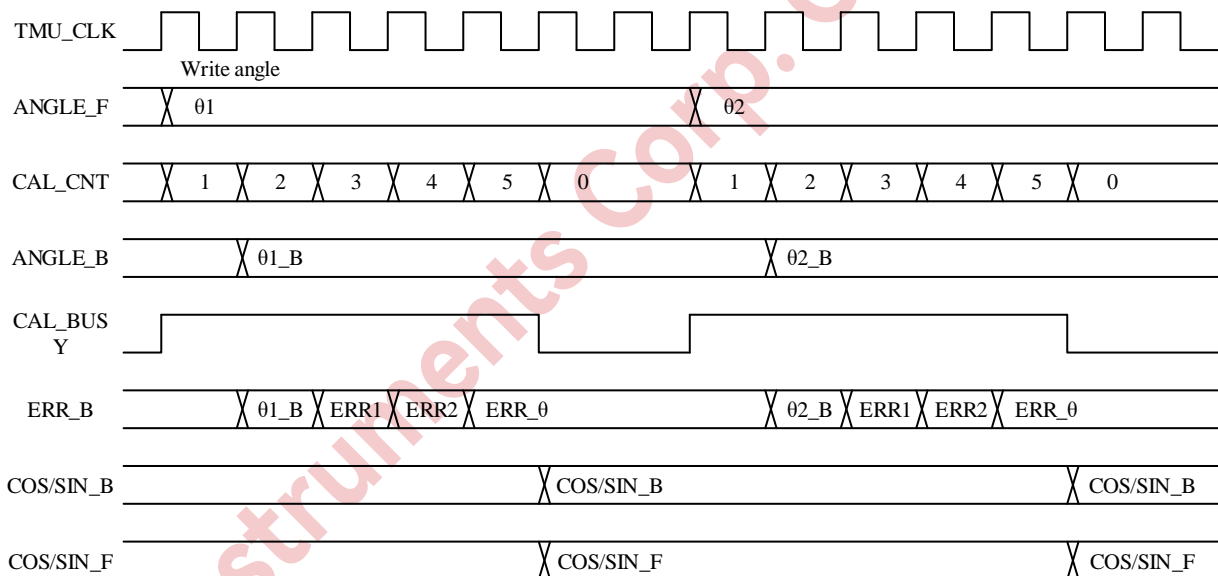 TMU_CLK
Write angle
ANGLE_F θ1 θ2
CAL_CNT 1 2 3 4 5 0 1 2 3 4 5 0
ANGLE_B θ1_B θ2_B
CAL_BUS
Y
ERR_B θ1_B ERR1 ERR2 ERR_θ θ2_B ERR1 ERR2 ERR_θ
COS/SIN_B COS/SIN_B COS/SIN_B
COS/SIN_F COS/SIN_F COS/SIN_F
struments Corp.